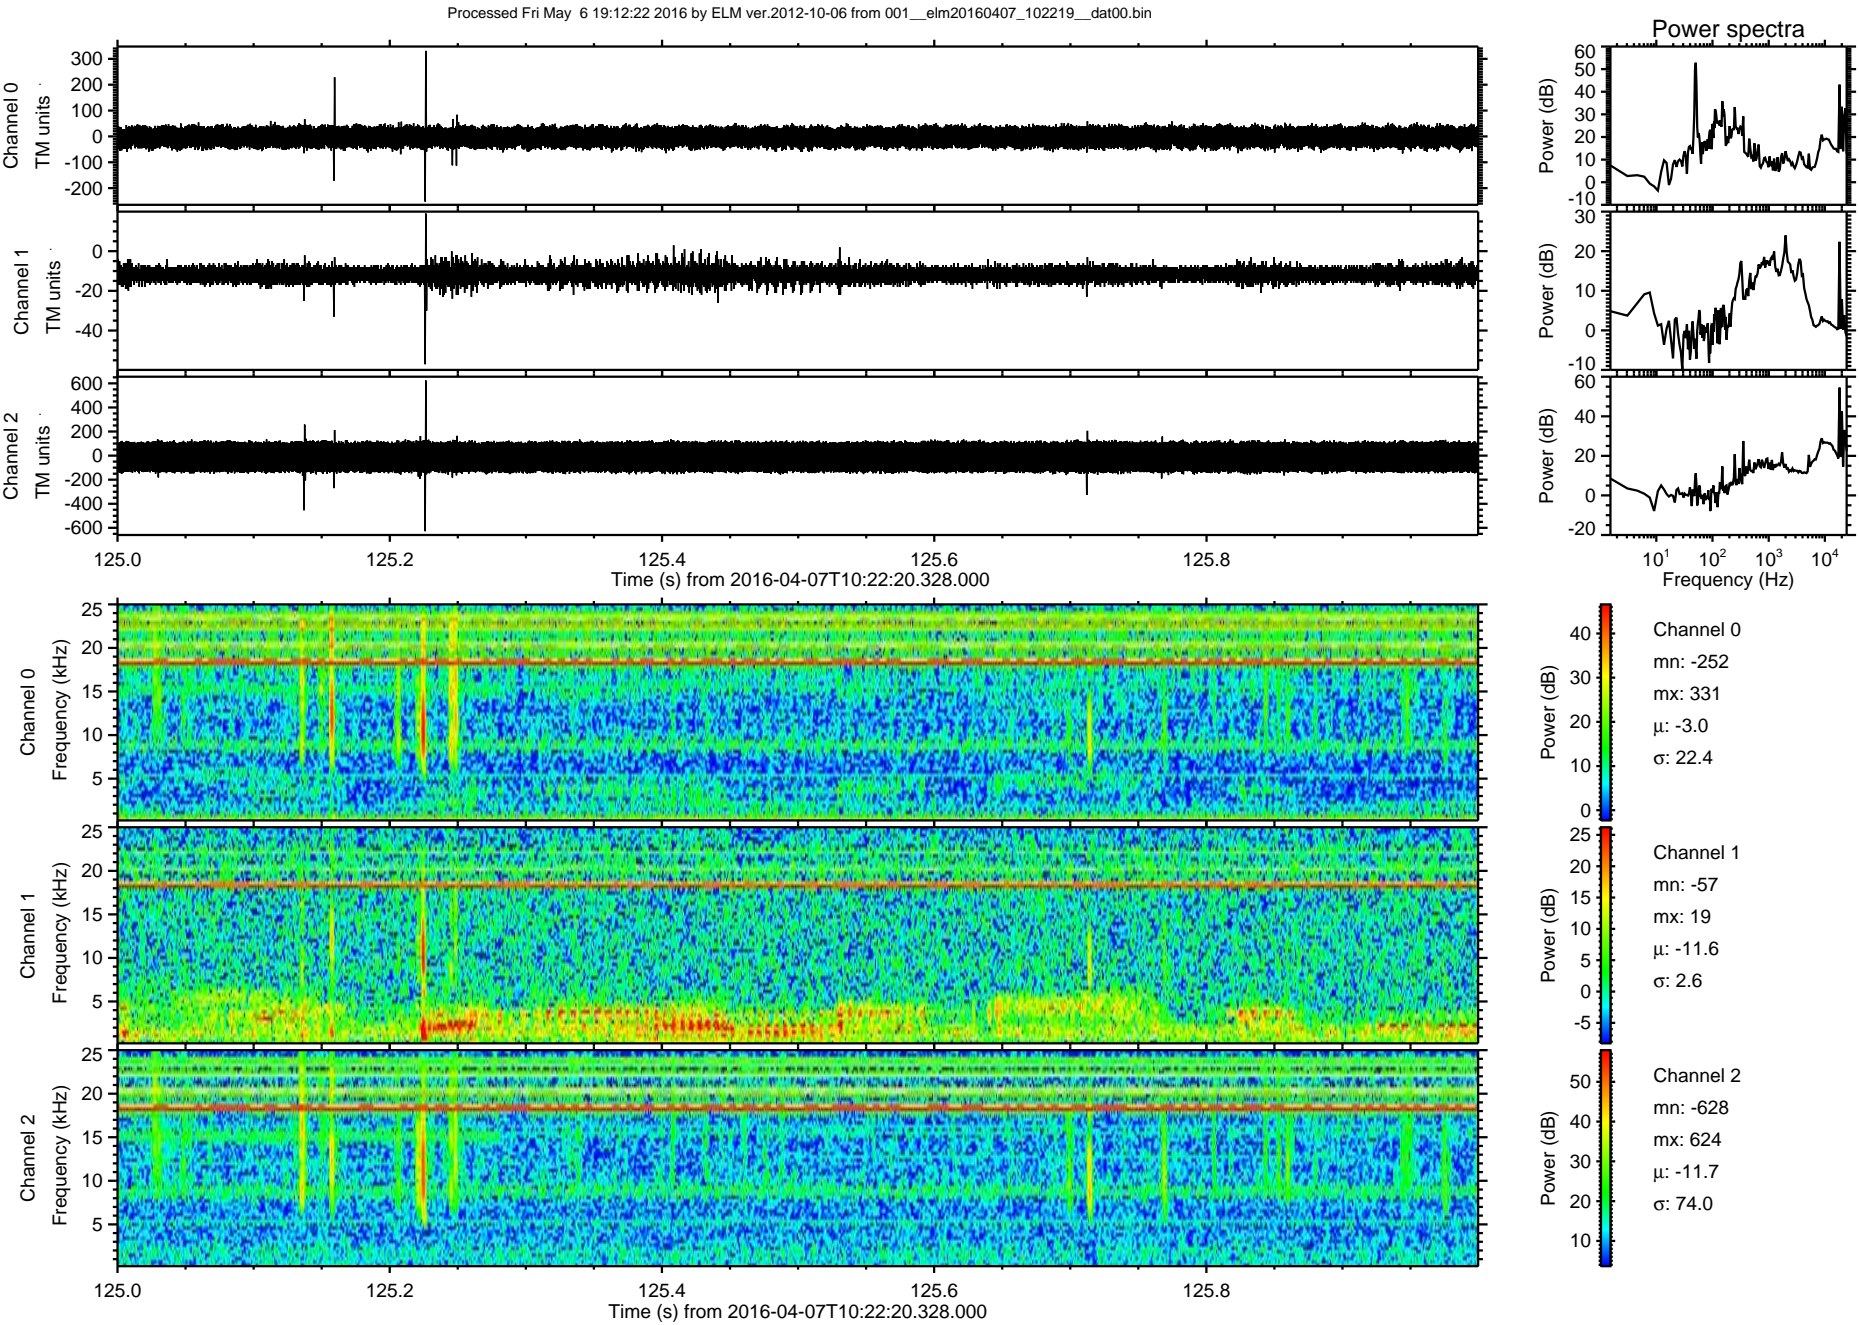 Processed Fri May  6 19:12:22 2016 by ELM ver.2012-10-06 from 001__elm20160407_102219__dat00.bin
Power spectra
Channel 0
TM units
300
200
100
0
-100
-200
Power (dB)
60
50
40
30
20
10
0
-10
Channel 1
TM units
0
-20
-40
Power (dB)
30
20
10
0
-10
Channel 2
TM units
600
400
200
0
-200
-400
-600
Power (dB)
60
40
20
0
-20
125.0 125.2 125.4 125.6 125.8
Time (s) from 2016-04-07T10:22:20.328.000
10^1 10^2 10^3 10^4
Frequency (Hz)
Channel 0
Frequency (kHz)
25
20
15
10
5
Power (dB)
40
30
20
10
0
Channel 0
mn: -252
mx: 331
μ: -3.0
σ: 22.4
Channel 1
Frequency (kHz)
25
20
15
10
5
Power (dB)
25
20
15
10
5
0
-5
Channel 1
mn: -57
mx: 19
μ: -11.6
σ: 2.6
Channel 2
Frequency (kHz)
25
20
15
10
5
Power (dB)
50
40
30
20
10
Channel 2
mn: -628
mx: 624
μ: -11.7
σ: 74.0
125.0 125.2 125.4 125.6 125.8
Time (s) from 2016-04-07T10:22:20.328.000